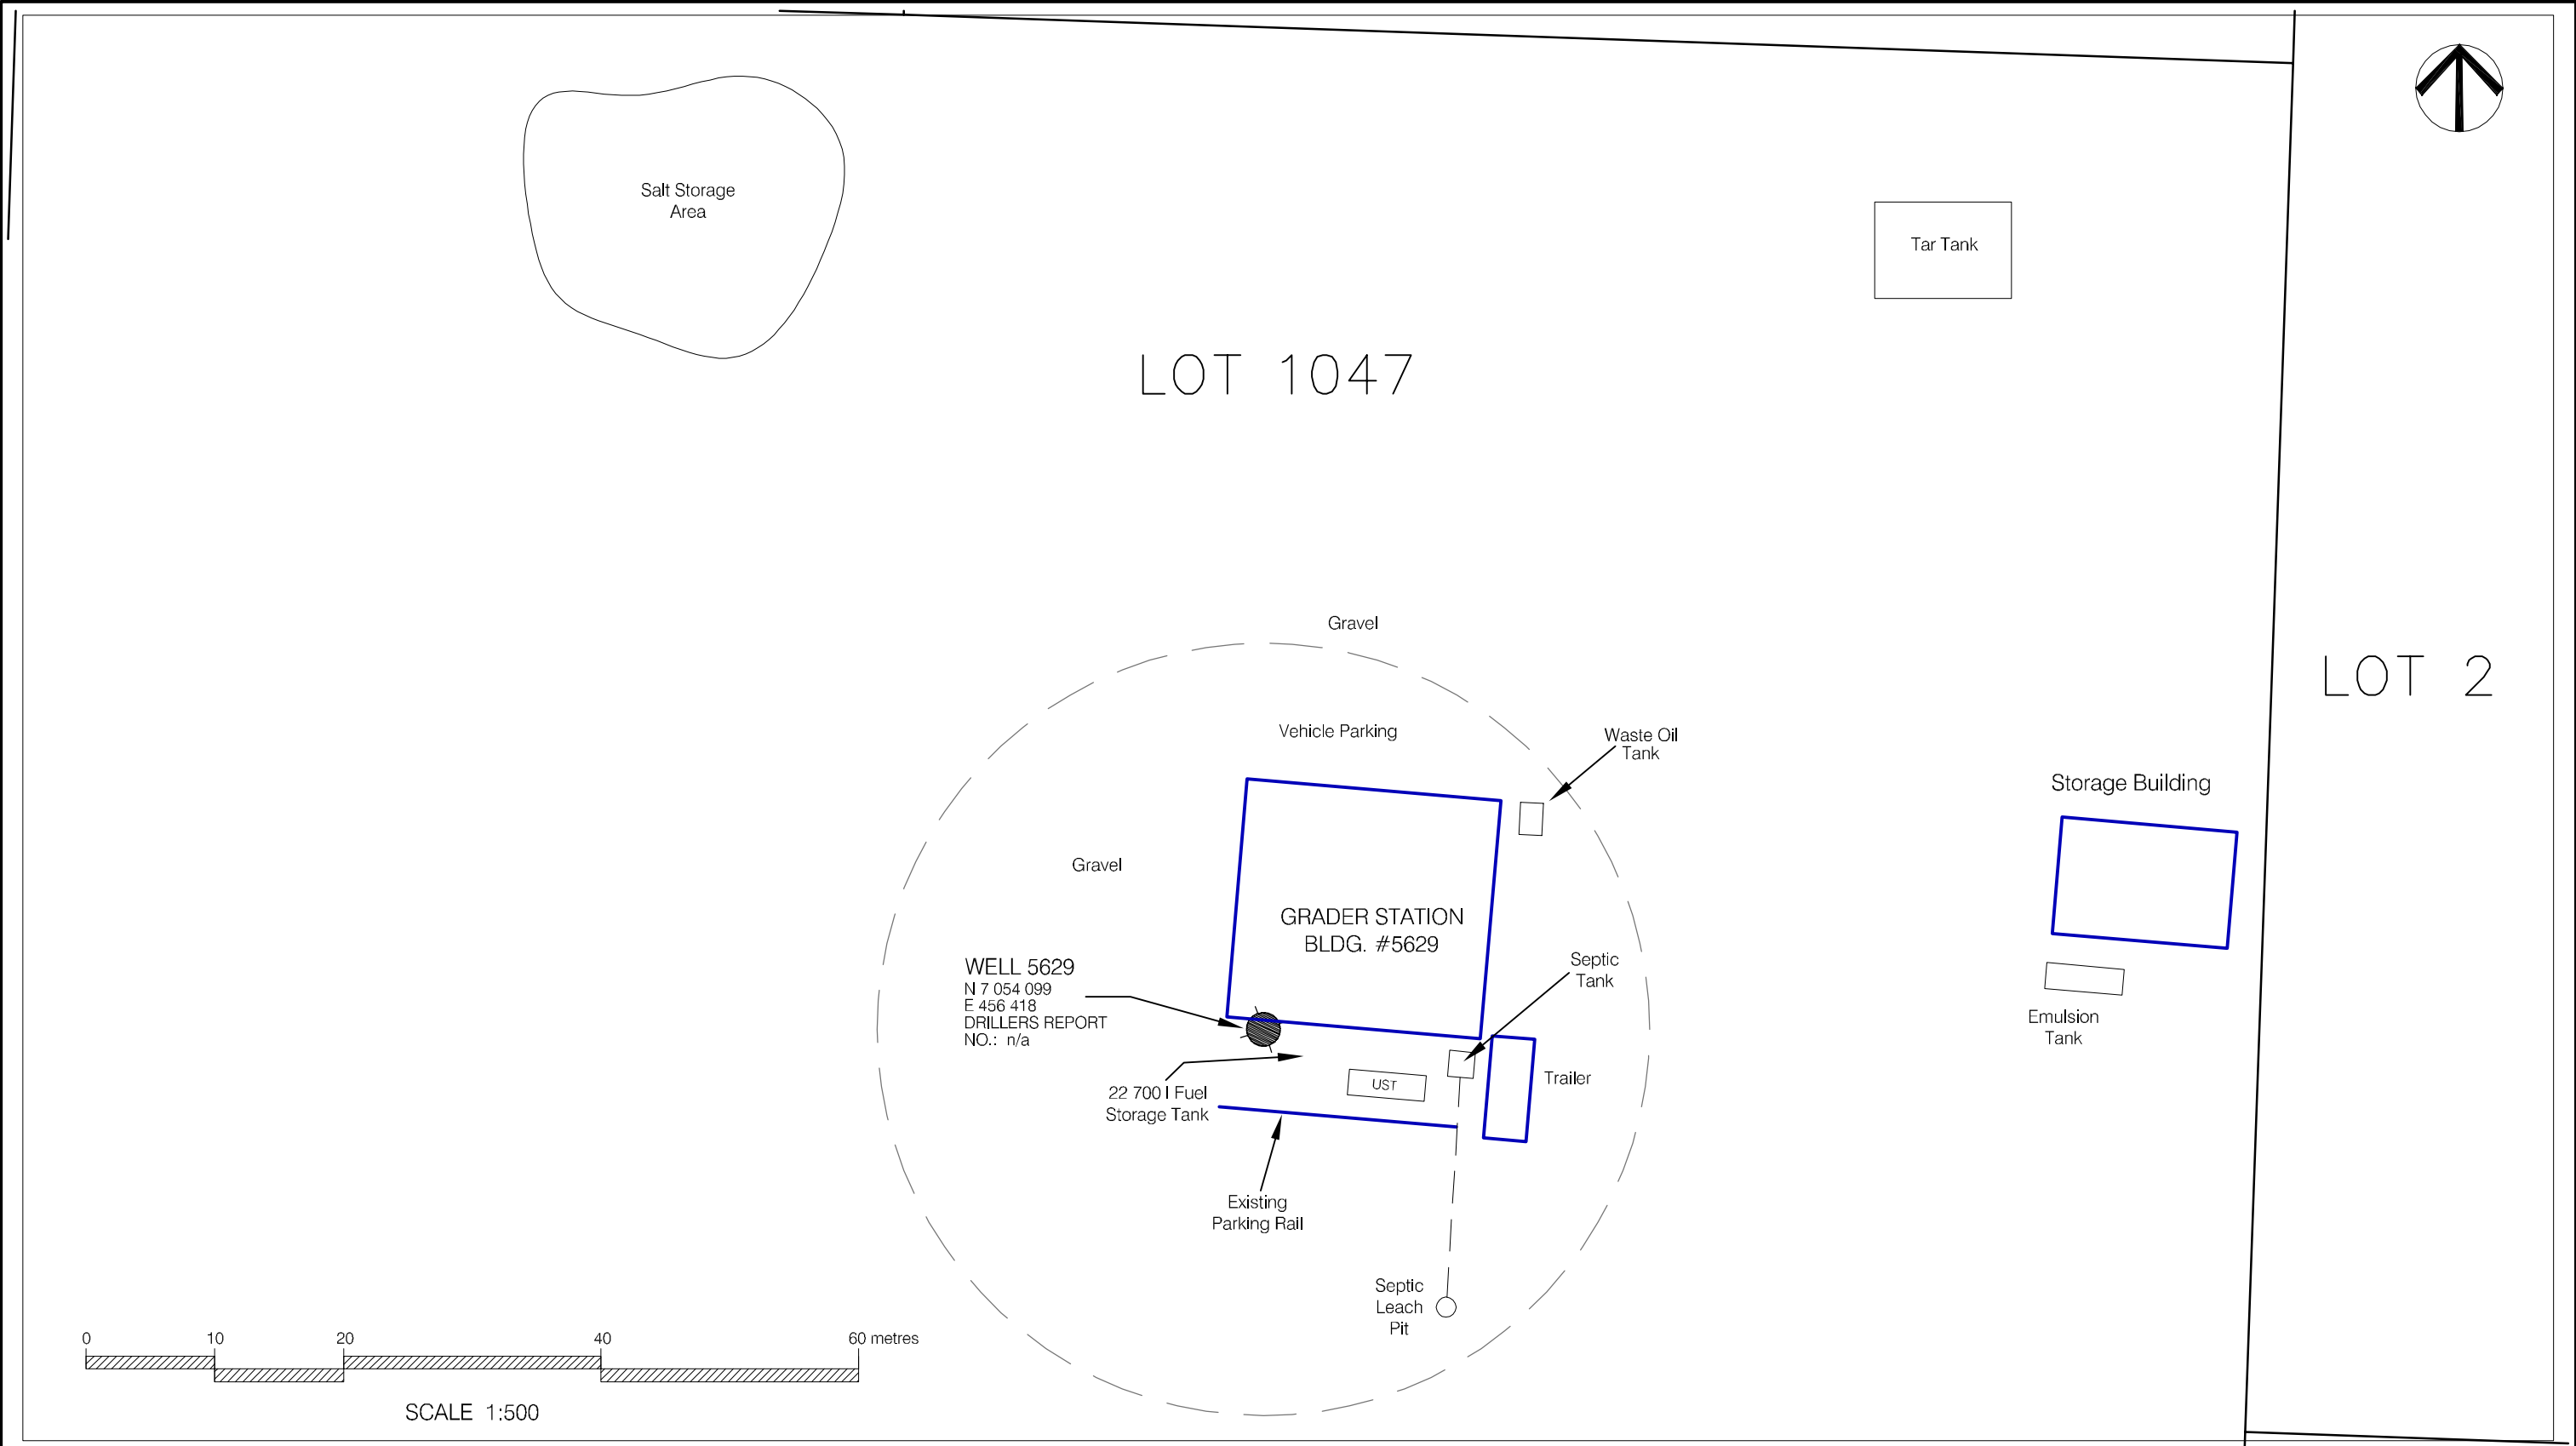 Salt Storage
Area
Tar Tank
LOT 1047
Gravel
LOT 2
Vehicle Parking
Waste Oil
Tank
Storage Building
Gravel
GRADER STATION
BLDG. #5629
WELL 5629
N 7 054 099
E 456 418
DRILLERS REPORT
NO.: n/a
Septic
Tank
Emulsion
Tank
22 700 l Fuel
Storage Tank
UST
Trailer
Existing
Parking Rail
Septic
Leach
Pit
0 10 20 40 60 metres
SCALE 1:500